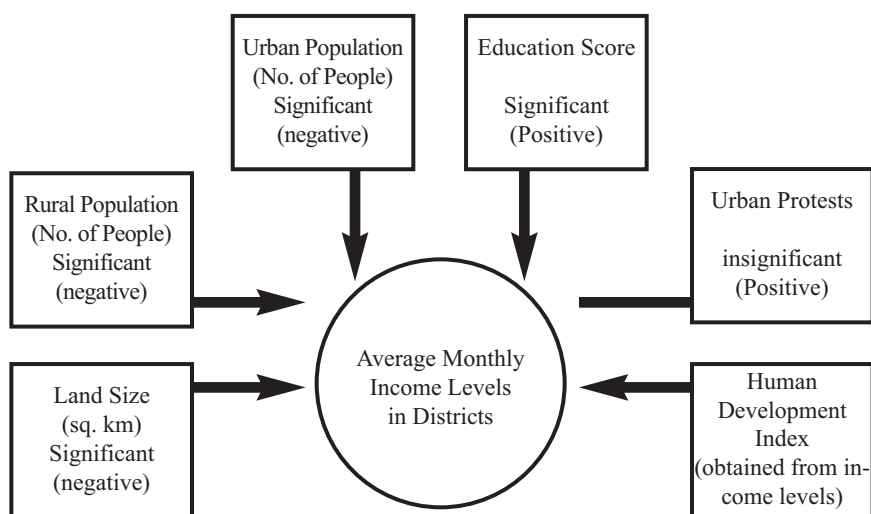 Urban Population
(No. of People)
Significant
(negative)
Education Score
Significant
(Positive)
Rural Population
(No. of People)
Significant
(negative)
Urban Protests
insignificant
(Positive)
Land Size
(sq. km)
Significant
(negative)
Average Monthly
Income Levels
in Districts
Human
Development
Index
(obtained from in-
come levels)